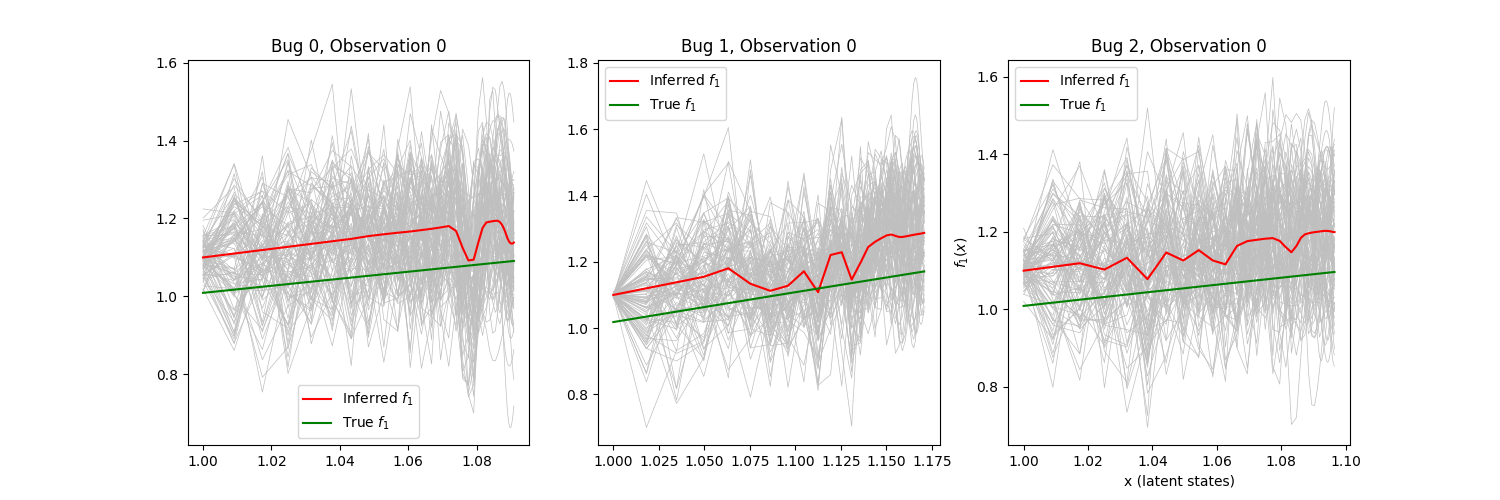 Bug 0, Observation 0
1.6
1.4
1.2
1.0
0.8
Inferred f₁
True f₁
1.00 1.02 1.04 1.06 1.08
Bug 1, Observation 0
1.8
1.6
1.4
1.2
1.0
0.8
Inferred f₁
True f₁
1.000 1.025 1.050 1.075 1.100 1.125 1.150 1.175
Bug 2, Observation 0
f₁(x)
1.6
1.4
1.2
1.0
0.8
Inferred f₁
True f₁
1.00 1.02 1.04 1.06 1.08 1.10
x (latent states)